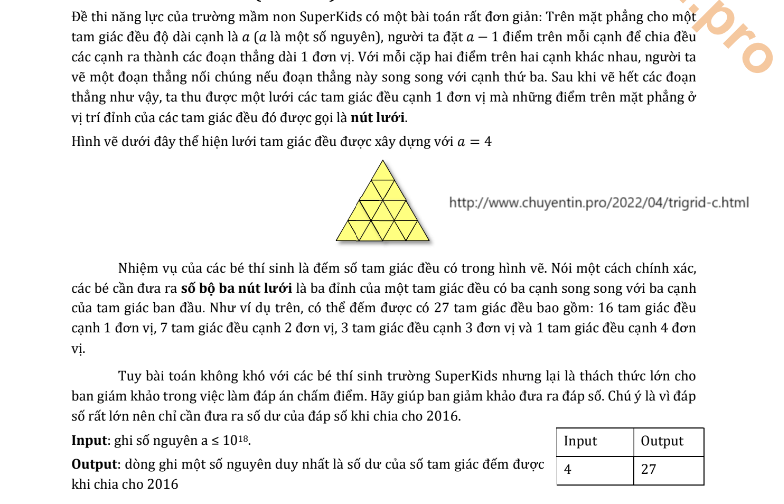 .pro
Đề thi năng lực của trường mầm non SuperKids có một bài toán rất đơn giản: Trên mặt phẳng cho một
tam giác đều độ dài cạnh là a (a là một số nguyên), người ta đặt a − 1 điểm trên mỗi cạnh để chia đều
các cạnh ra thành các đoạn thẳng dài 1 đơn vị. Với mỗi cặp hai điểm trên hai cạnh khác nhau, người ta
vẽ một đoạn thẳng nối chúng nếu đoạn thẳng này song song với cạnh thứ ba. Sau khi vẽ hết các đoạn
thẳng như vậy, ta thu được một lưới các tam giác đều cạnh 1 đơn vị mà những điểm trên mặt phẳng ở
vị trí đỉnh của các tam giác đều đó được gọi là nút lưới.
Hình vẽ dưới đây thể hiện lưới tam giác đều được xây dựng với a = 4
http://www.chuyentin.pro/2022/04/trigrid-c.html
Nhiệm vụ của các bé thí sinh là đếm số tam giác đều có trong hình vẽ. Nói một cách chính xác,
các bé cần đưa ra số bộ ba nút lưới là ba đỉnh của một tam giác đều có ba cạnh song song với ba cạnh
của tam giác ban đầu. Như ví dụ trên, có thể đếm được có 27 tam giác đều bao gồm: 16 tam giác đều
cạnh 1 đơn vị, 7 tam giác đều cạnh 2 đơn vị, 3 tam giác đều cạnh 3 đơn vị và 1 tam giác đều cạnh 4 đơn
vị.
Tuy bài toán không khó với các bé thí sinh trường SuperKids nhưng lại là thách thức lớn cho
ban giám khảo trong việc làm đáp án chấm điểm. Hãy giúp ban giảm khảo đưa ra đáp số. Chú ý là vì đáp
số rất lớn nên chỉ cần đưa ra số dư của đáp số khi chia cho 2016.
Input: ghi số nguyên a ≤ 10¹⁸.
Output: dòng ghi một số nguyên duy nhất là số dư của số tam giác đếm được
khi chia cho 2016
Input Output
4 27